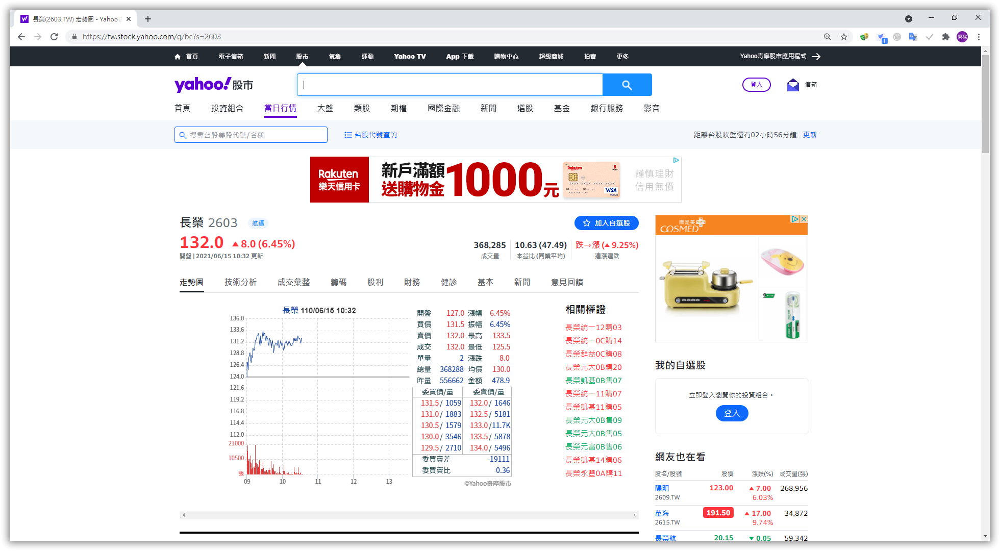 長榮(2603.TW) 走勢圖 - Yahoo
https://tw.stock.yahoo.com/q/bc?s=2603
秉樑
首頁 電子信箱 新聞 股市 氣象 運動 Yahoo TV App 下載 購物中心 超級商城 拍賣 更多 Yahoo奇摩股市應用程式
yahoo!股市
登入 信箱
首頁 投資組合 當日行情 大盤 類股 期權 國際金融 新聞 選股 基金 銀行服務 影音
搜尋台股美股代號/名稱 台股代號查詢 距離台股收盤還有02小時56分鐘 更新
Rakuten
樂天信用卡
新戶滿額
送購物金1000元
Rakuten
VISA
謹慎理財
信用無價
長榮 2603 航運
加入自選股
132.0 ▲8.0 (6.45%)
開盤 | 2021/06/15 10:32 更新
368,285 10.63 (47.49) 跌→漲 (▲ 9.25%)
成交量 本益比 (同業平均) 連漲連跌
康是美
COSMED
走勢圖 技術分析 成交彙整 籌碼 股利 財務 健診 基本 新聞 意見回饋
長榮 110/06/15 10:32
136.0
133.6
131.2
128.8
126.4
124.0
121.6
119.2
116.8
114.4
112.0
21000
10500
張
09 10 11 12 13
開盤 127.0 漲幅 6.45%
買價 131.5 振幅 6.45%
賣價 132.0 最高 133.5
成交 132.0 最低 125.5
單量 2 漲跌 8.0
總量 368288 均價 130.0
昨量 556662 金額 478.9
委買價/量 委賣價/量
131.5/ 1059 132.0/ 1646
131.0/ 1883 132.5/ 5181
130.5/ 1579 133.0/11.7K
130.0/ 3546 133.5/ 5878
129.5/ 2710 134.0/ 5496
委買賣差 -19111
委買賣比 0.36
©Yahoo奇摩股市
相關權證
長榮統一12購03
長榮統一0C購14
長榮群益0C購08
長榮元大0B購20
長榮凱基0B售07
長榮統一11購07
長榮凱基11購05
長榮元大0B售09
長榮元大0B售05
長榮元富0B售06
長榮凱基14購06
長榮永豐0A購11
我的自選股
立即登入瀏覽你的投資組合。
登入
網友也在看
股名/股號 股價 漲跌(%) 成交量(張)
陽明 123.00 ▲ 7.00 268,956
2609.TW 6.03%
萬海 191.50 ▲ 17.00 34,872
2615.TW 9.74%
長榮航 20.15 ▼ 0.05 59,342